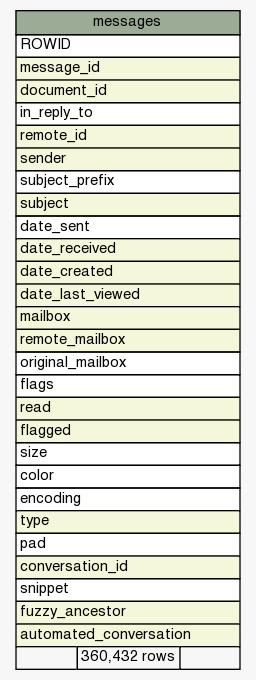 messages
ROWID
message_id
document_id
in_reply_to
remote_id
sender
subject_prefix
subject
date_sent
date_received
date_created
date_last_viewed
mailbox
remote_mailbox
original_mailbox
flags
read
flagged
size
color
encoding
type
pad
conversation_id
snippet
fuzzy_ancestor
automated_conversation
360,432 rows